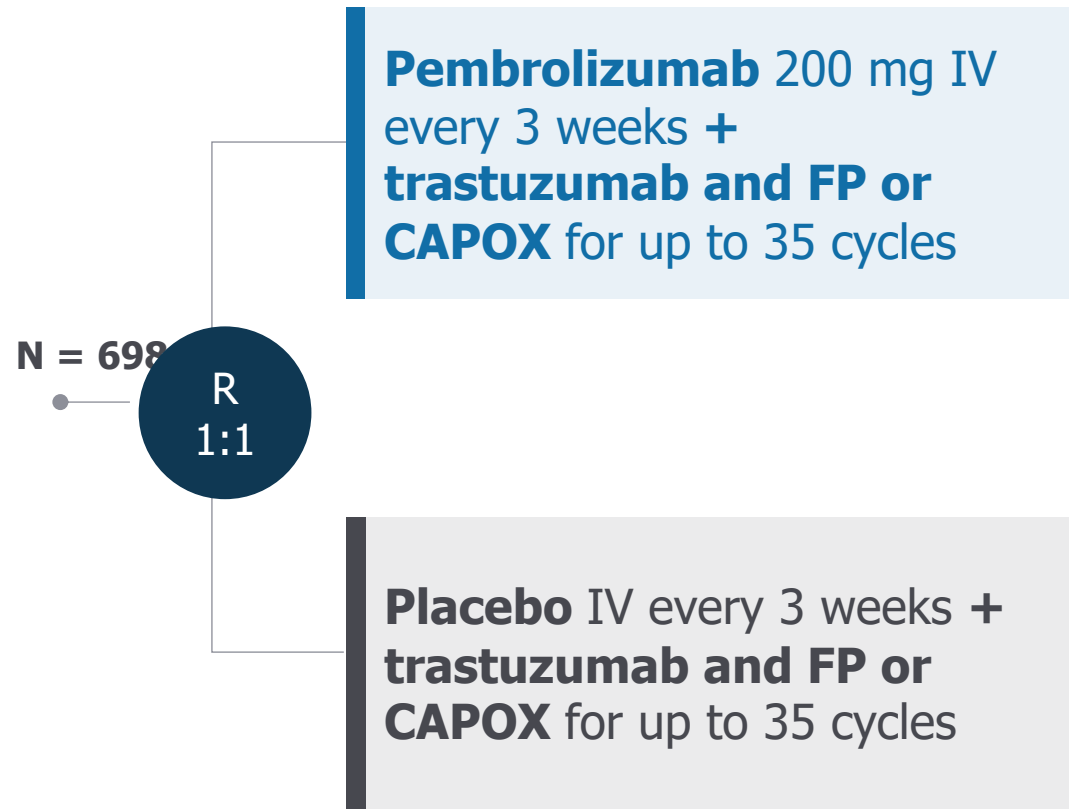 Pembrolizumab 200 mg IV
every 3 weeks +
trastuzumab and FP or
CAPOX for up to 35 cycles
N = 698
R
1:1
Placebo IV every 3 weeks +
trastuzumab and FP or
CAPOX for up to 35 cycles